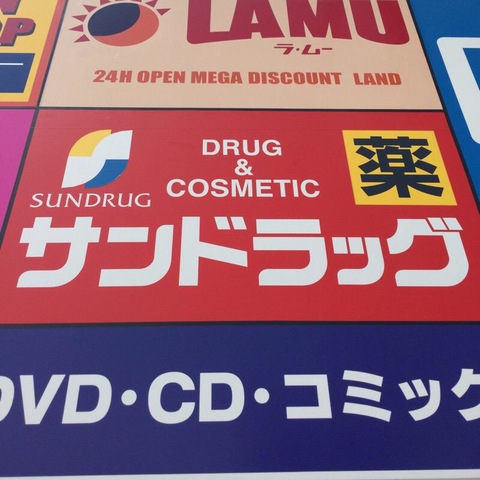 LAMU
ラ・ムー
24H OPEN MEGA DISCOUNT LAND
SUNDRUG
DRUG
&
COSMETIC
薬
サンドラッグ
DVD・CD・コミック